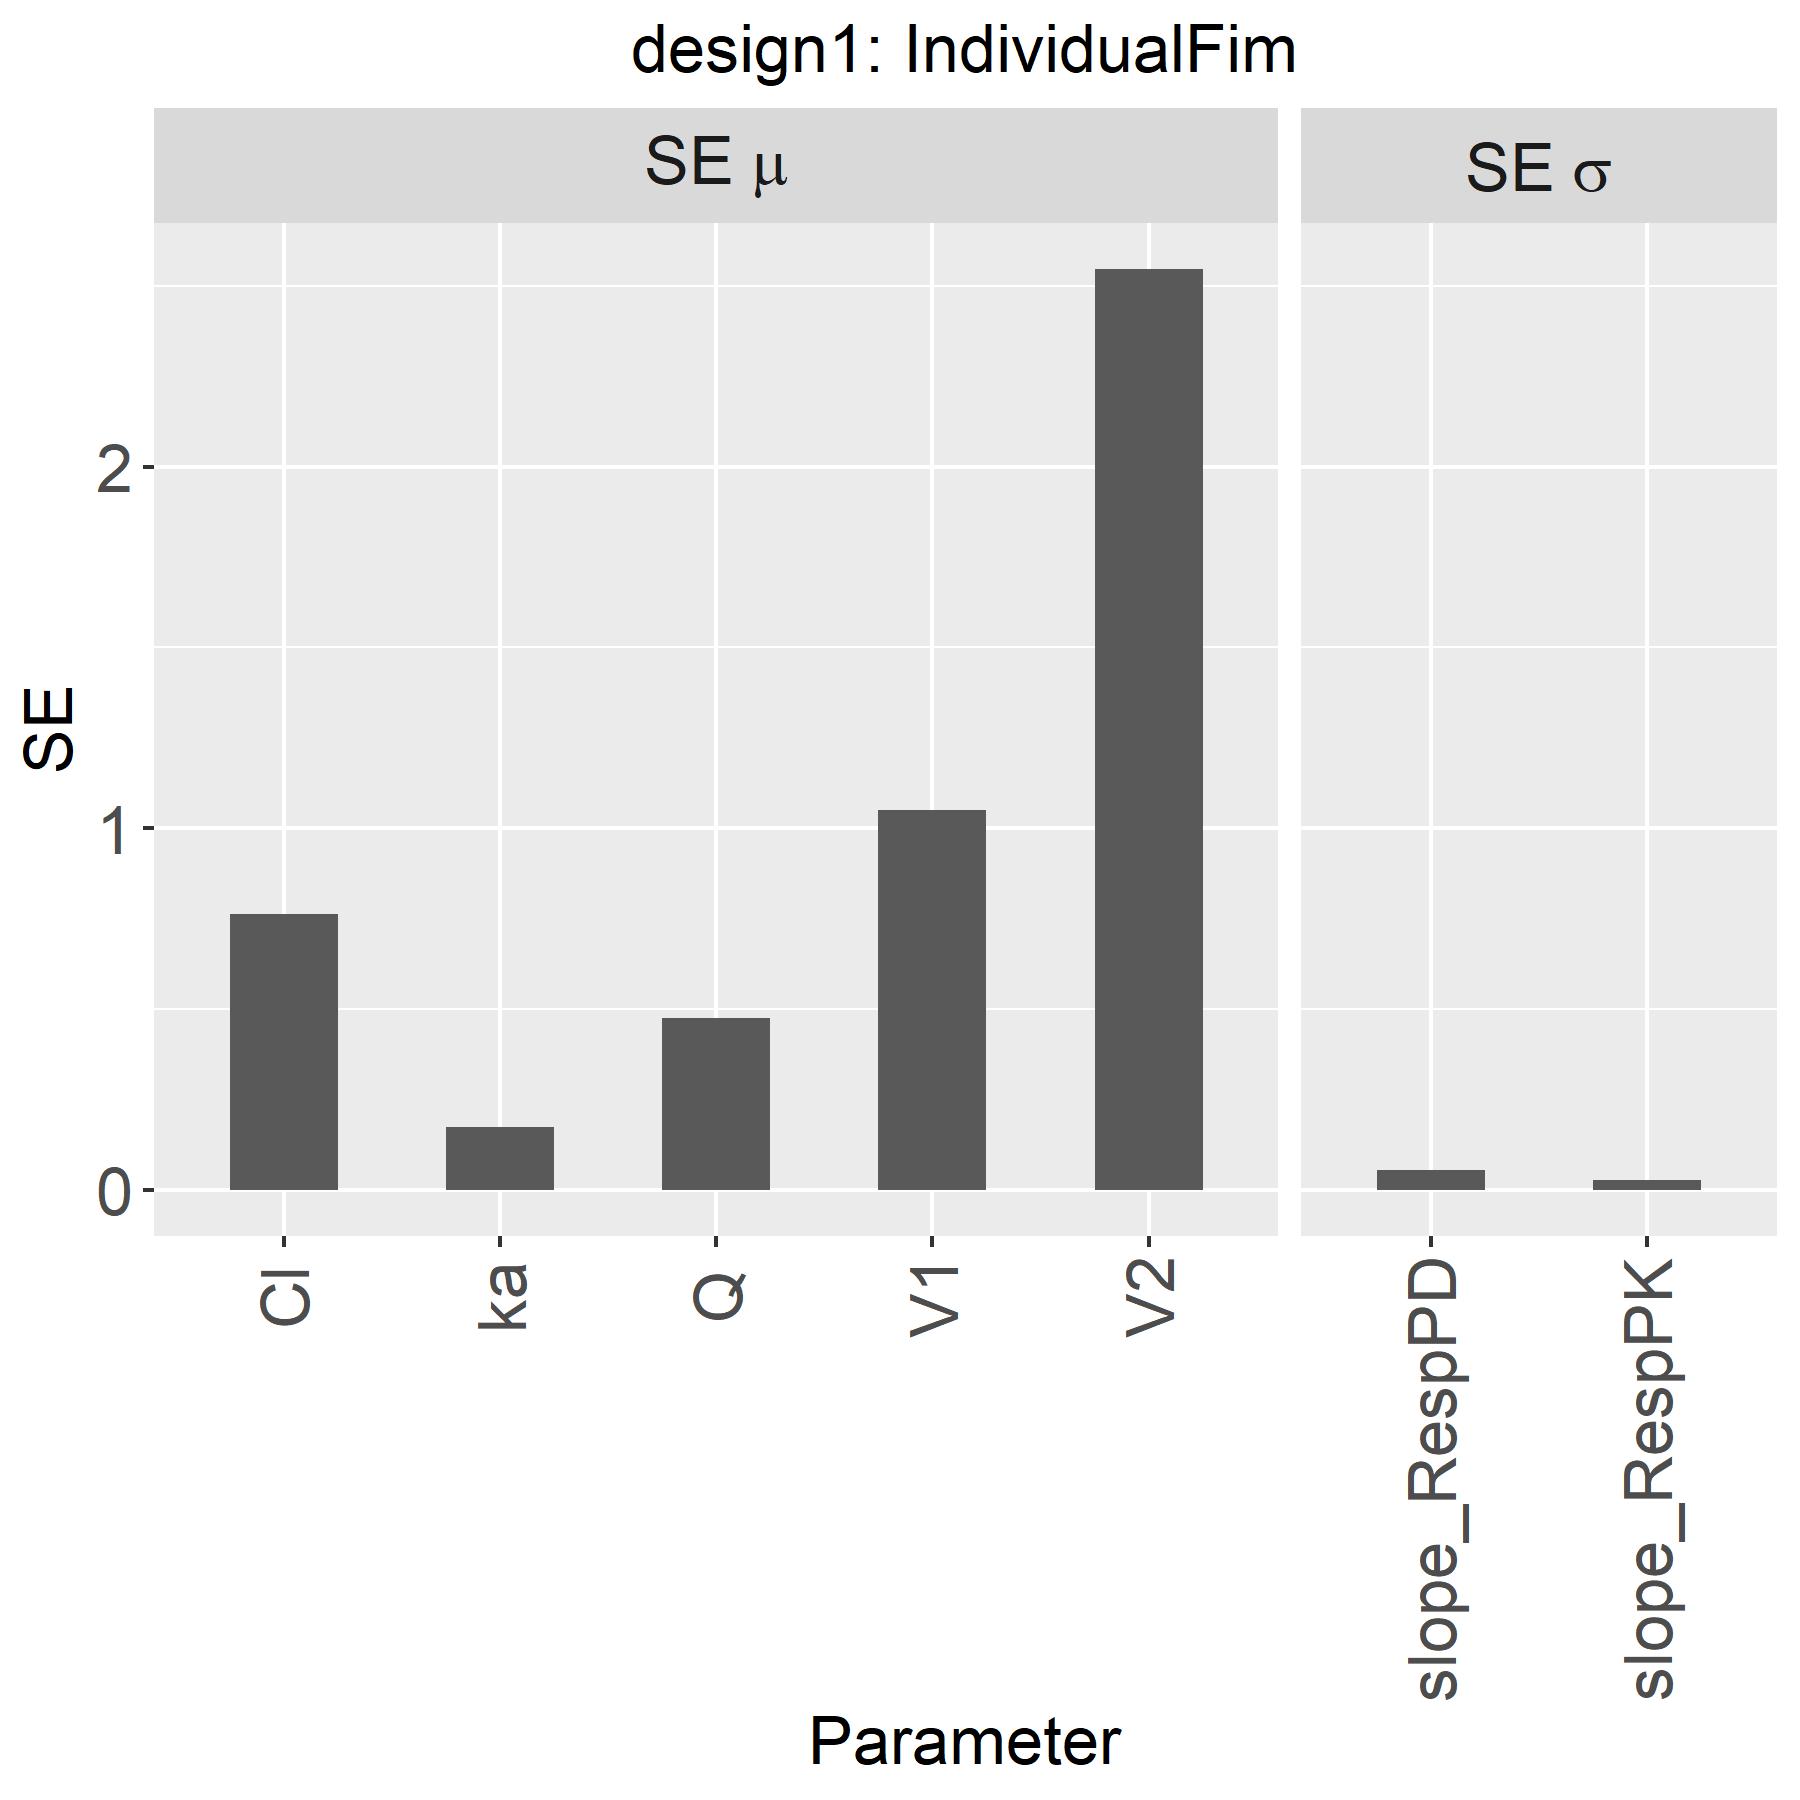 design1: IndividualFim
SE μ
SE σ
SE
2
1
0
Cl
ka
Q
V1
V2
slope_RespPD
slope_RespPK
Parameter